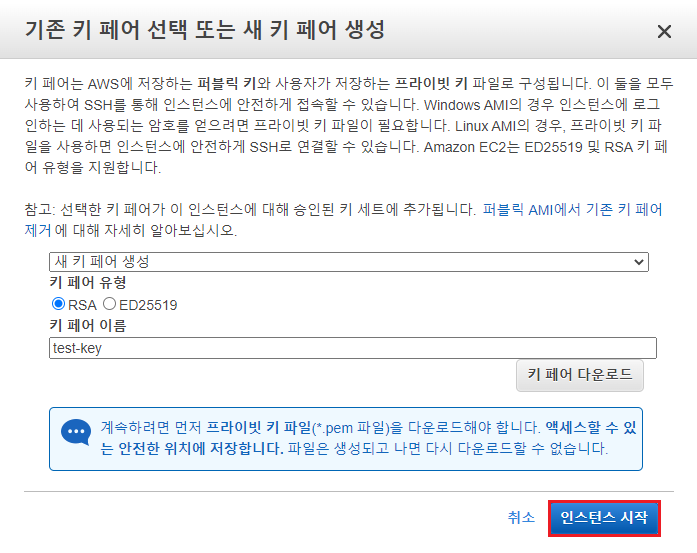 기존 키 페어 선택 또는 새 키 페어 생성
키 페어는 AWS에 저장하는 퍼블릭 키와 사용자가 저장하는 프라이빗 키 파일로 구성됩니다. 이 둘을 모두
사용하여 SSH를 통해 인스턴스에 안전하게 접속할 수 있습니다. Windows AMI의 경우 인스턴스에 로그
인하는 데 사용되는 암호를 얻으려면 프라이빗 키 파일이 필요합니다. Linux AMI의 경우, 프라이빗 키 파
일을 사용하면 인스턴스에 안전하게 SSH로 연결할 수 있습니다. Amazon EC2는 ED25519 및 RSA 키 페
어 유형을 지원합니다.
참고: 선택한 키 페어가 이 인스턴스에 대해 승인된 키 세트에 추가됩니다. 퍼블릭 AMI에서 기존 키 페어
제거 에 대해 자세히 알아보십시오.
새 키 페어 생성
키 페어 유형
RSA ED25519
키 페어 이름
test-key
키 페어 다운로드
계속하려면 먼저 프라이빗 키 파일(*.pem 파일)을 다운로드해야 합니다. 액세스할 수 있
는 안전한 위치에 저장합니다. 파일은 생성되고 나면 다시 다운로드할 수 없습니다.
취소 인스턴스 시작